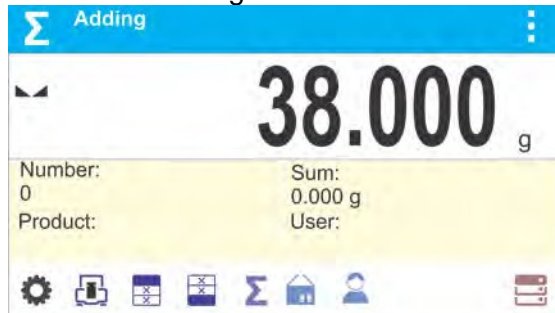 Σ Adding
38.000 g
Number:
0
Product:
Sum:
0.000 g
User:
Σ